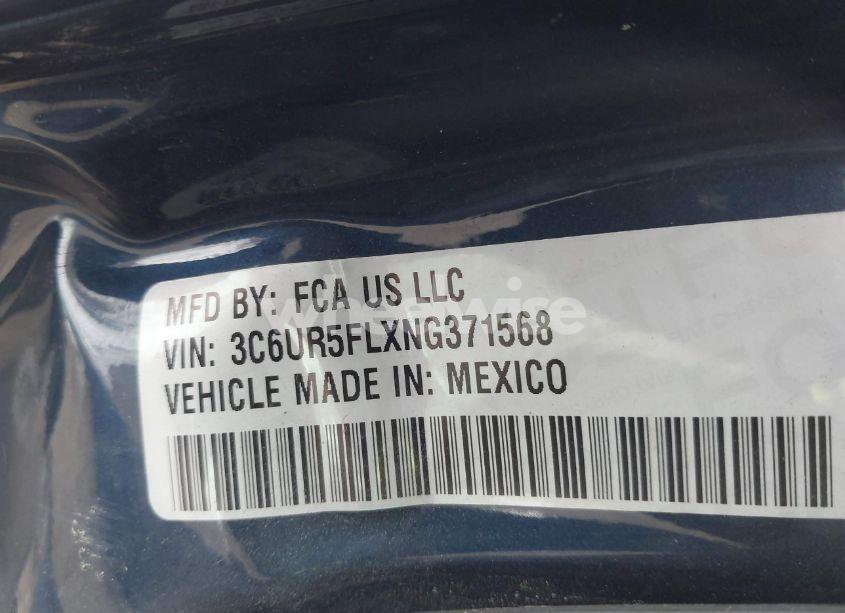 MFD BY: FCA US LLC
VIN: 3C6UR5FLXNG371568
VEHICLE MADE IN: MEXICO